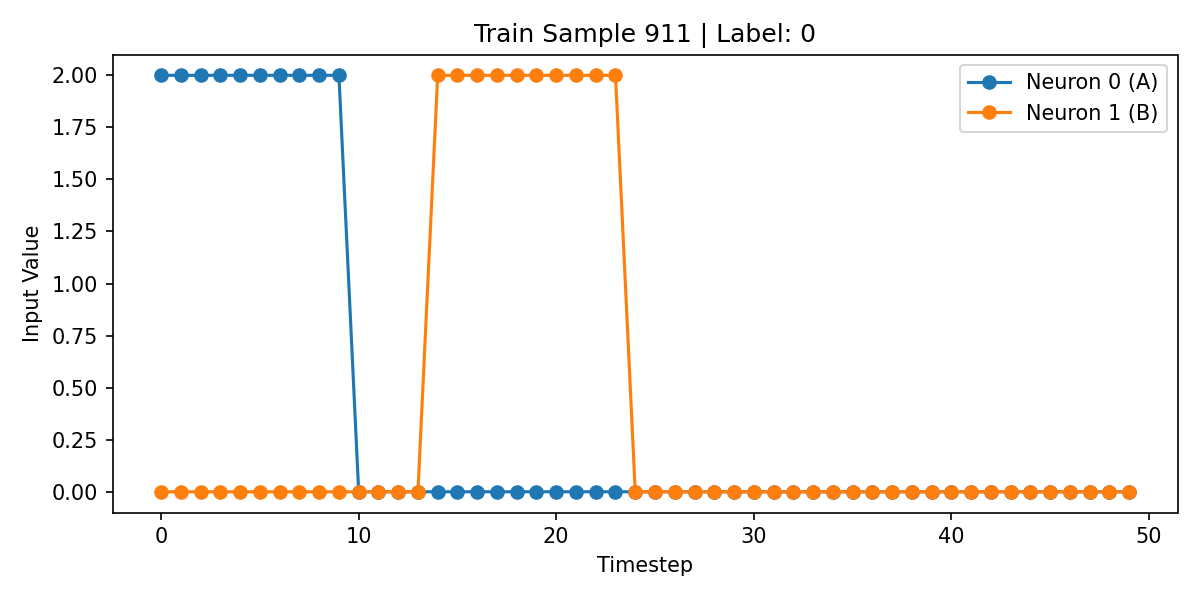 Train Sample 911 | Label: 0
Neuron 0 (A)
Neuron 1 (B)
Input Value
2.00
1.75
1.50
1.25
1.00
0.75
0.50
0.25
0.00
0 10 20 30 40 50
Timestep